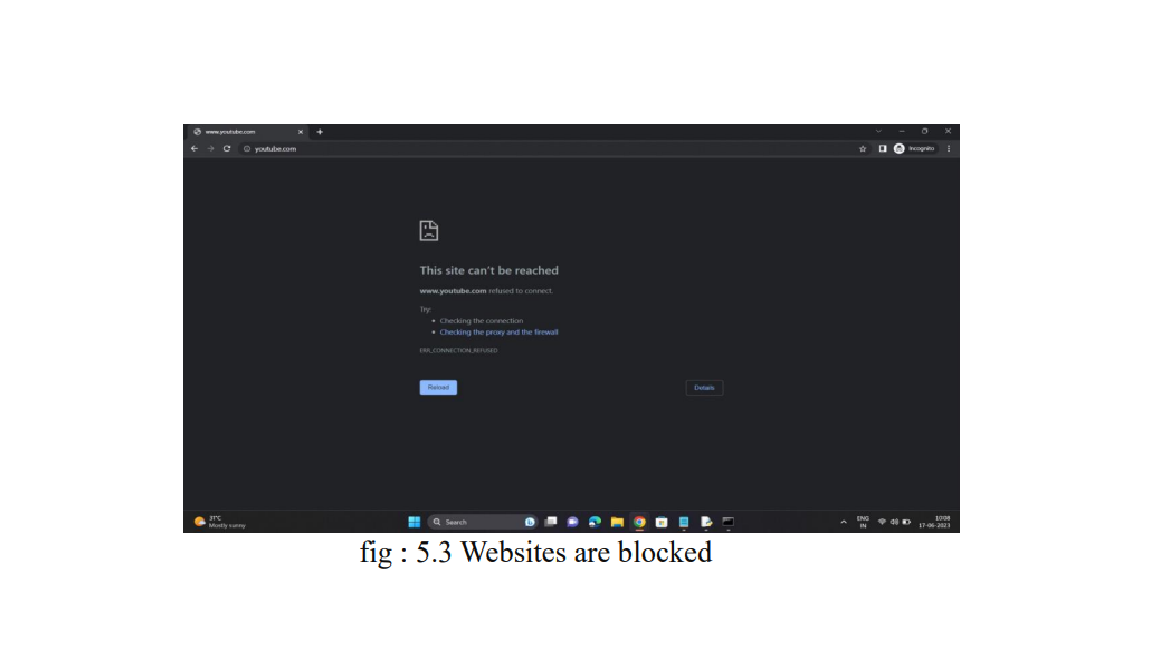 www.youtube.com
youtube.com
Incognito
This site can't be reached
www.youtube.com refused to connect.
Try:
• Checking the connection
• Checking the proxy and the firewall
ERR_CONNECTION_REFUSED
Reload
Details
31°C
Mostly sunny
Search
ENG
IN
10:08
17-06-2023
fig : 5.3 Websites are blocked